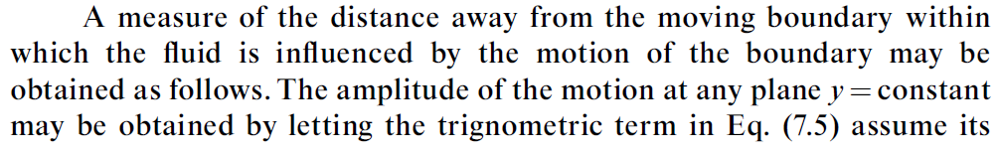 A measure of the distance away from the moving boundary within
which the fluid is influenced by the motion of the boundary may be
obtained as follows. The amplitude of the motion at any plane y = constant
may be obtained by letting the trignometric term in Eq. (7.5) assume its